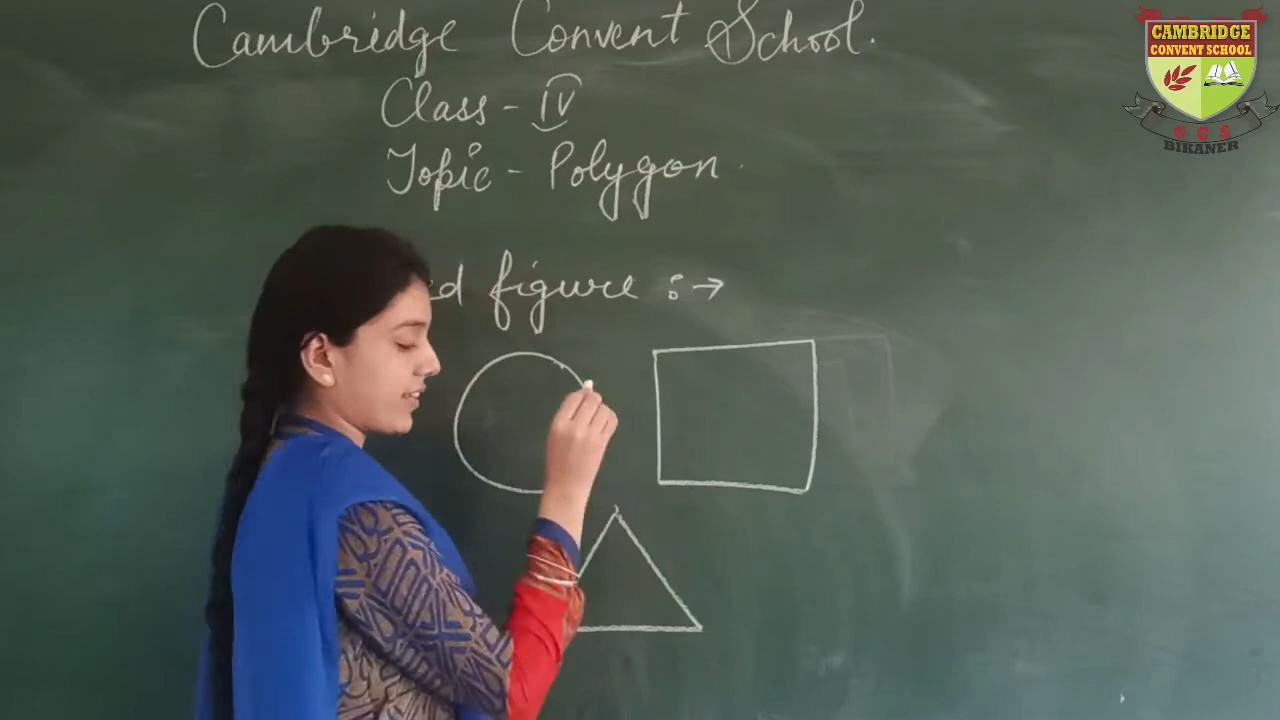 Cambridge Convent School.
Class - IV
Topic - Polygon
figure :→
CAMBRIDGE
CONVENT SCHOOL
C C S
BIKANER